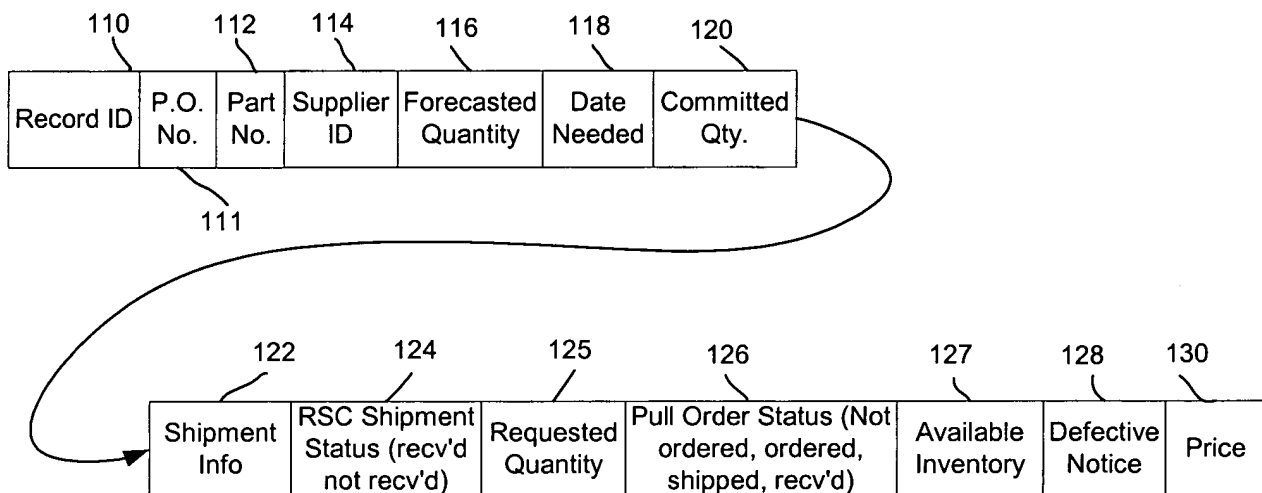 110 112 114 116 118 120
Record ID
P.O.
No.
Part
No.
Supplier
ID
Forecasted
Quantity
Date
Needed
Committed
Qty.
111
122 124 125 126 127 128 130
Shipment
Info
RSC Shipment
Status (recv'd
not recv'd)
Requested
Quantity
Pull Order Status (Not
ordered, ordered,
shipped, recv'd)
Available
Inventory
Defective
Notice
Price